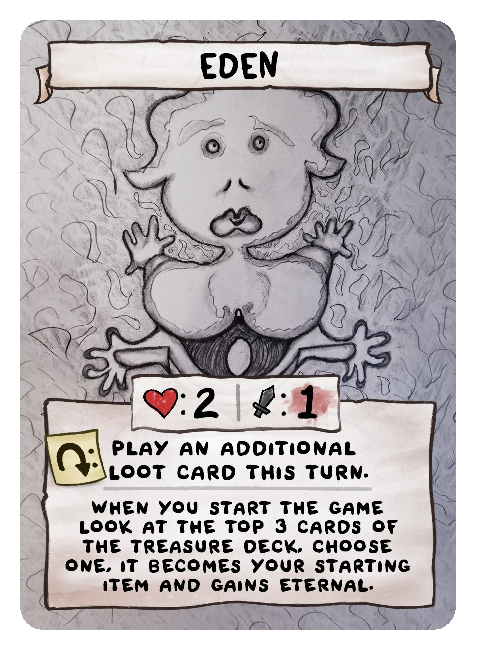 EDEN
: 2 | : 1
: PLAY AN ADDITIONAL
LOOT CARD THIS TURN.
WHEN YOU START THE GAME
LOOK AT THE TOP 3 CARDS OF
THE TREASURE DECK. CHOOSE
ONE, IT BECOMES YOUR STARTING
ITEM AND GAINS ETERNAL.